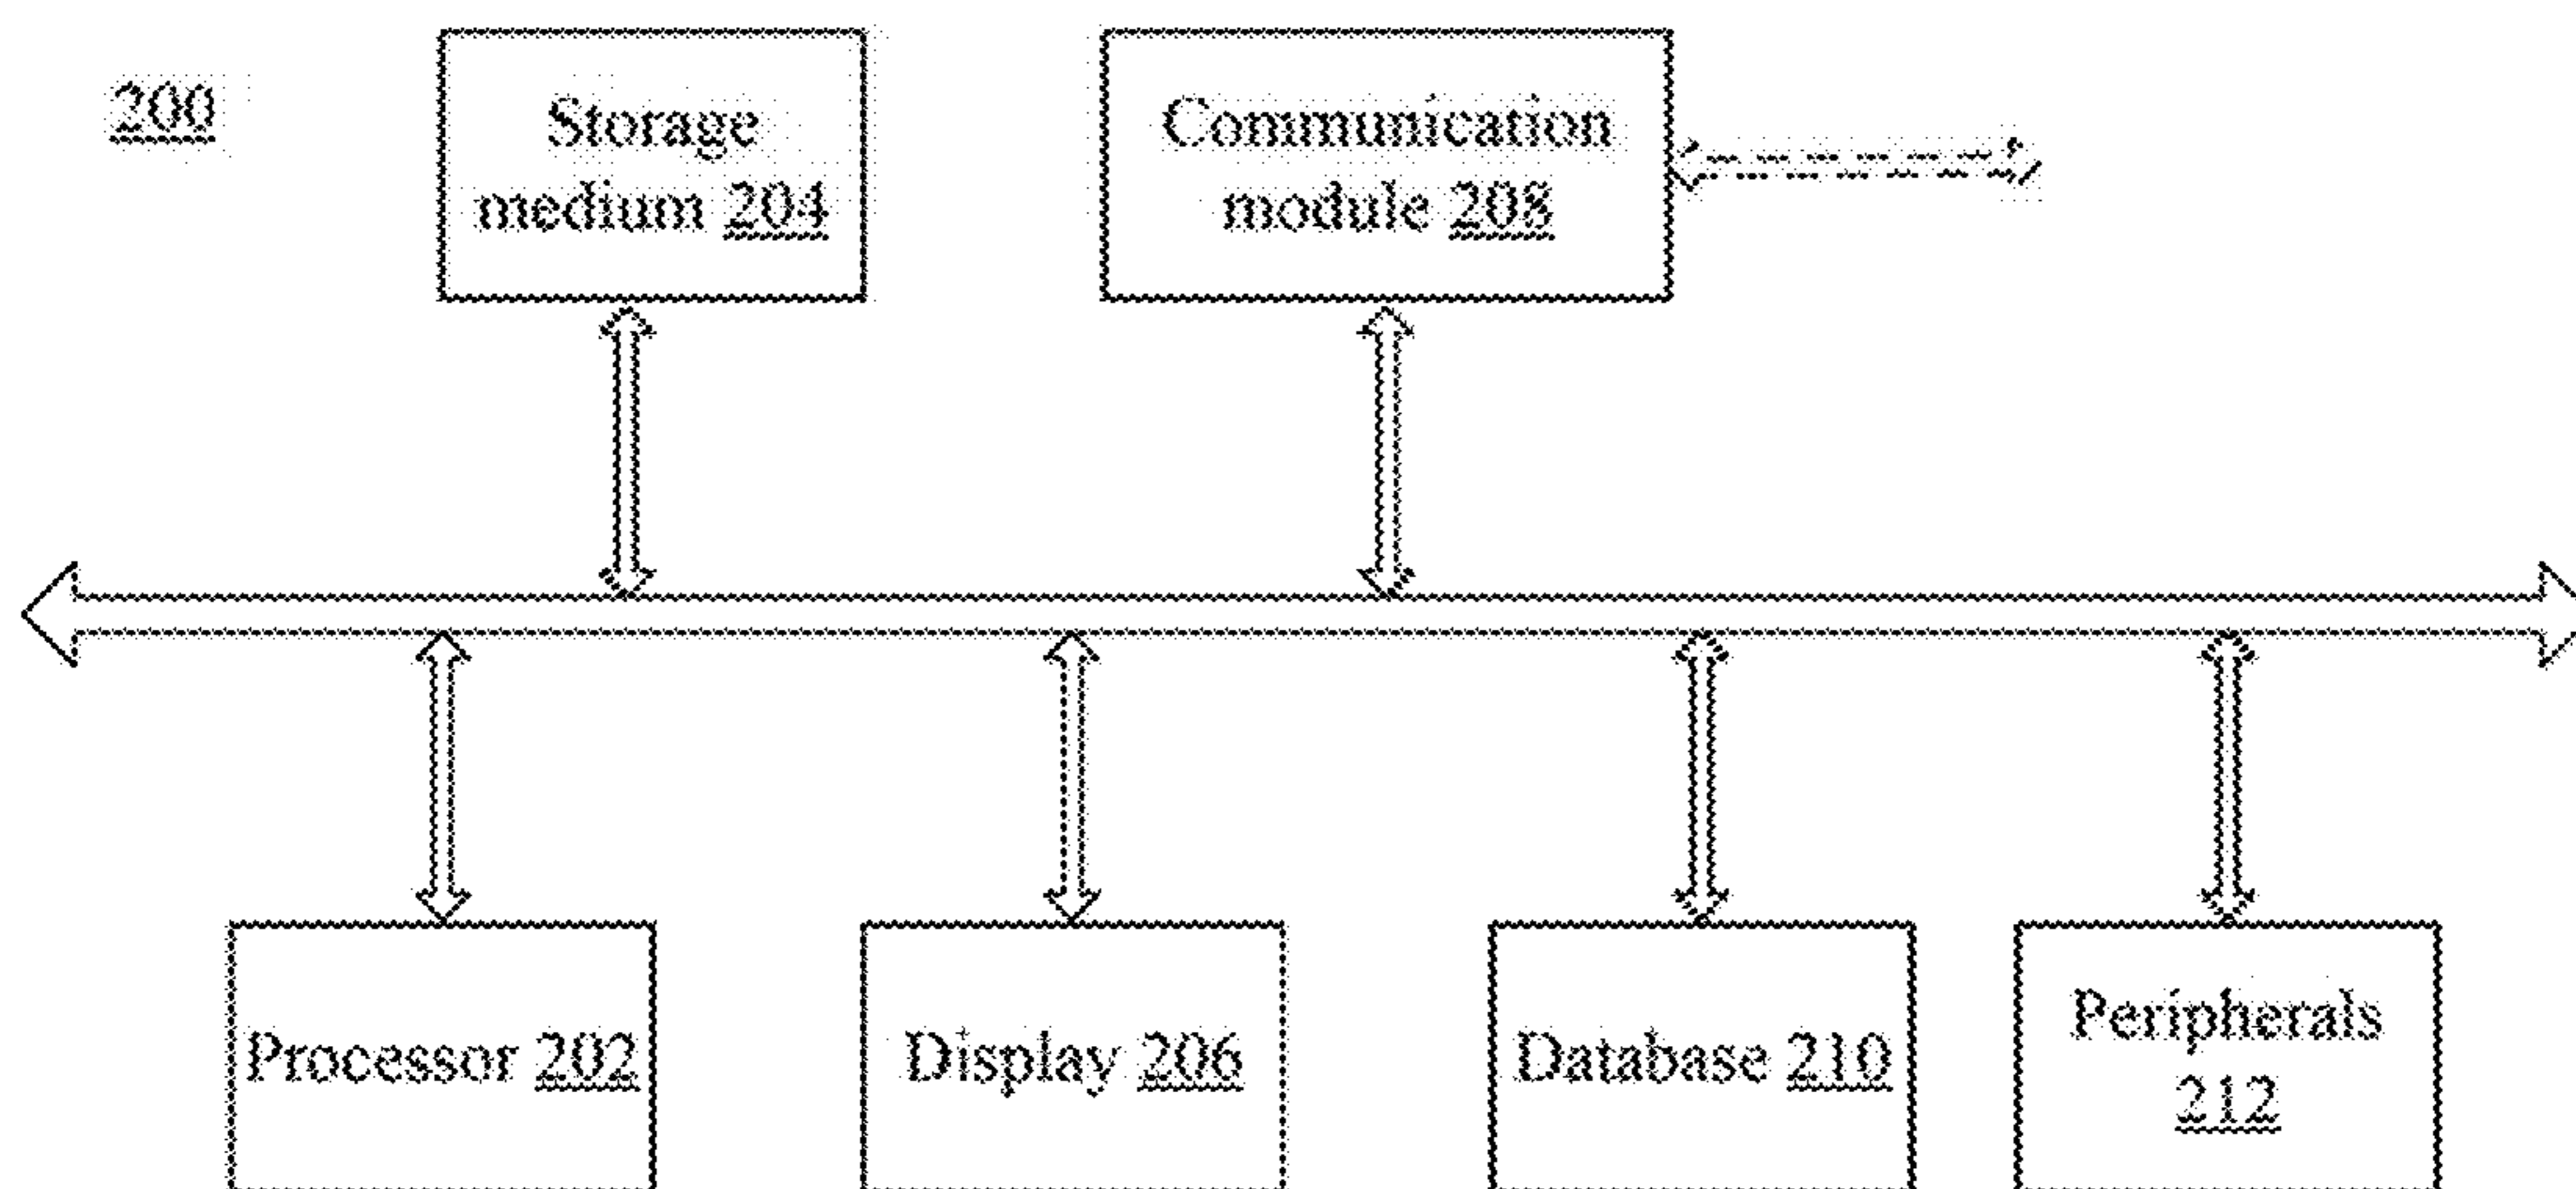 200
Storage
medium 204
Communication
module 208
Processor 202
Display 206
Database 210
Peripherals
212